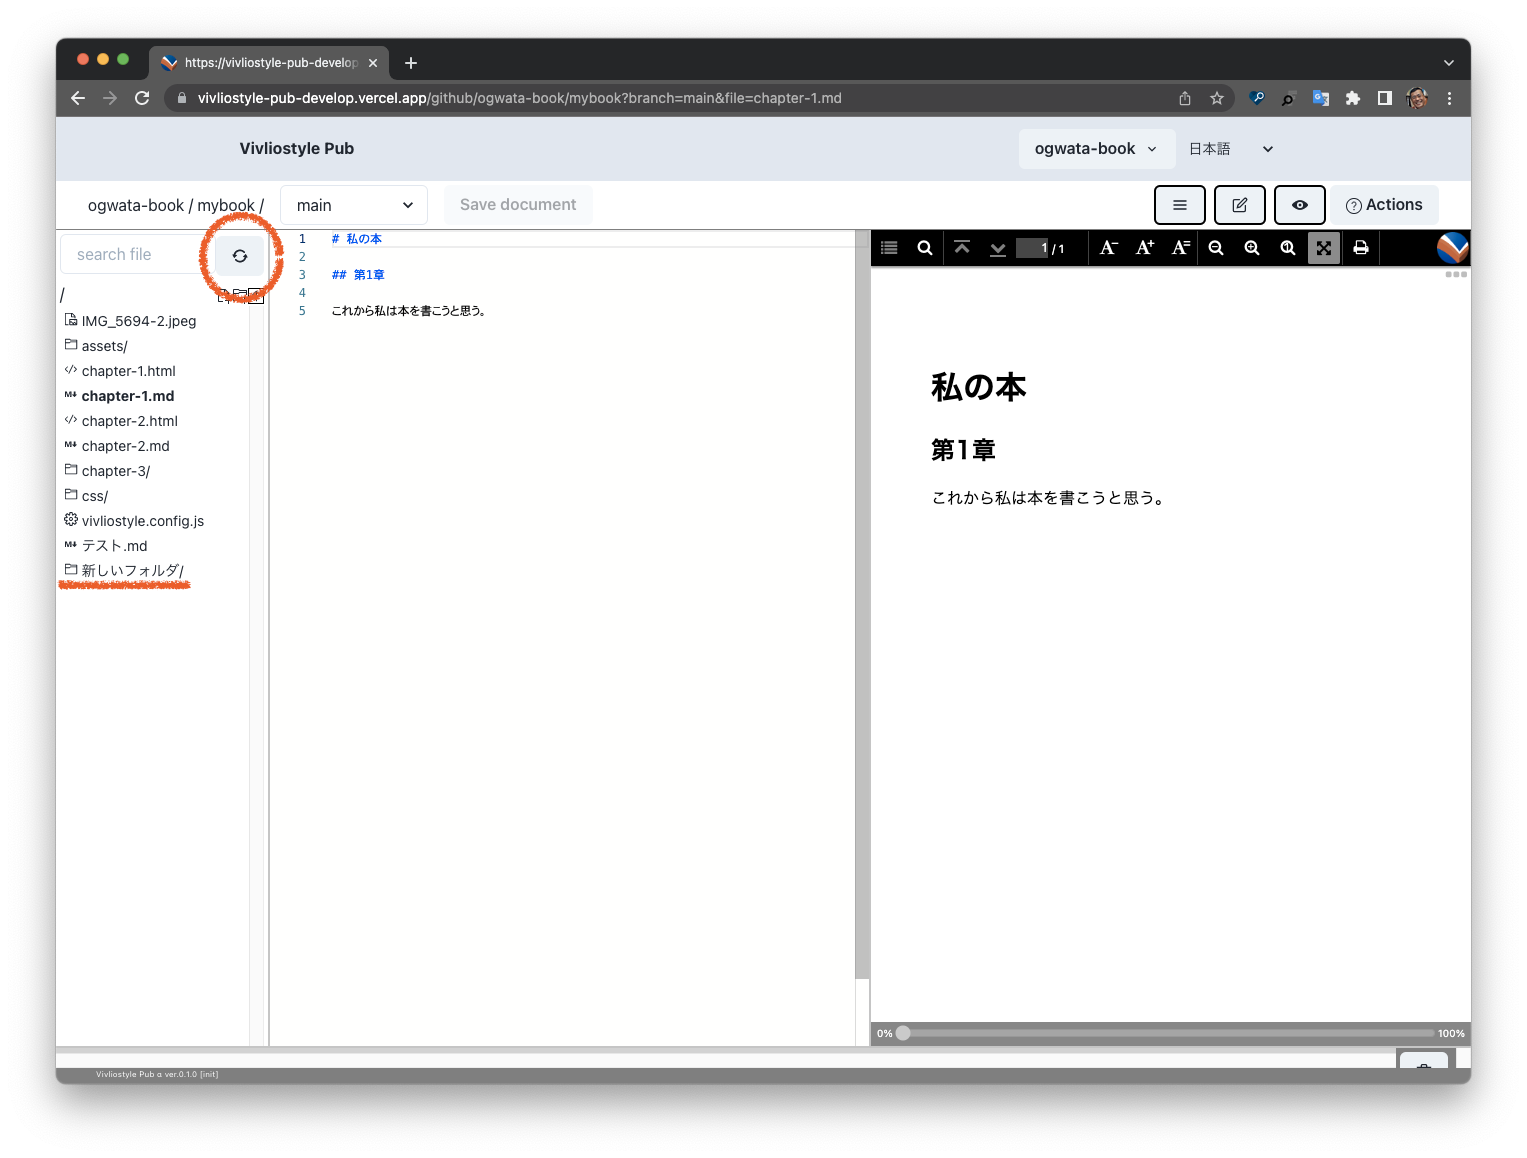 https://vivliostyle-pub-develop
vivliostyle-pub-develop.vercel.app/github/ogwata-book/mybook?branch=main&file=chapter-1.md
Vivliostyle Pub
ogwata-book
日本語
ogwata-book / mybook /
main
Save document
Actions
search file
/
IMG_5694-2.jpeg
assets/
chapter-1.html
chapter-1.md
chapter-2.html
chapter-2.md
chapter-3/
css/
vivliostyle.config.js
テスト.md
新しいフォルダ/
1 # 私の本
2
3 ## 第1章
4
5 これから私は本を書こうと思う。
1 / 1
A− A+ A=
私の本
第1章
これから私は本を書こうと思う。
0% 100%
Vivliostyle Pub α ver.0.1.0 [init]